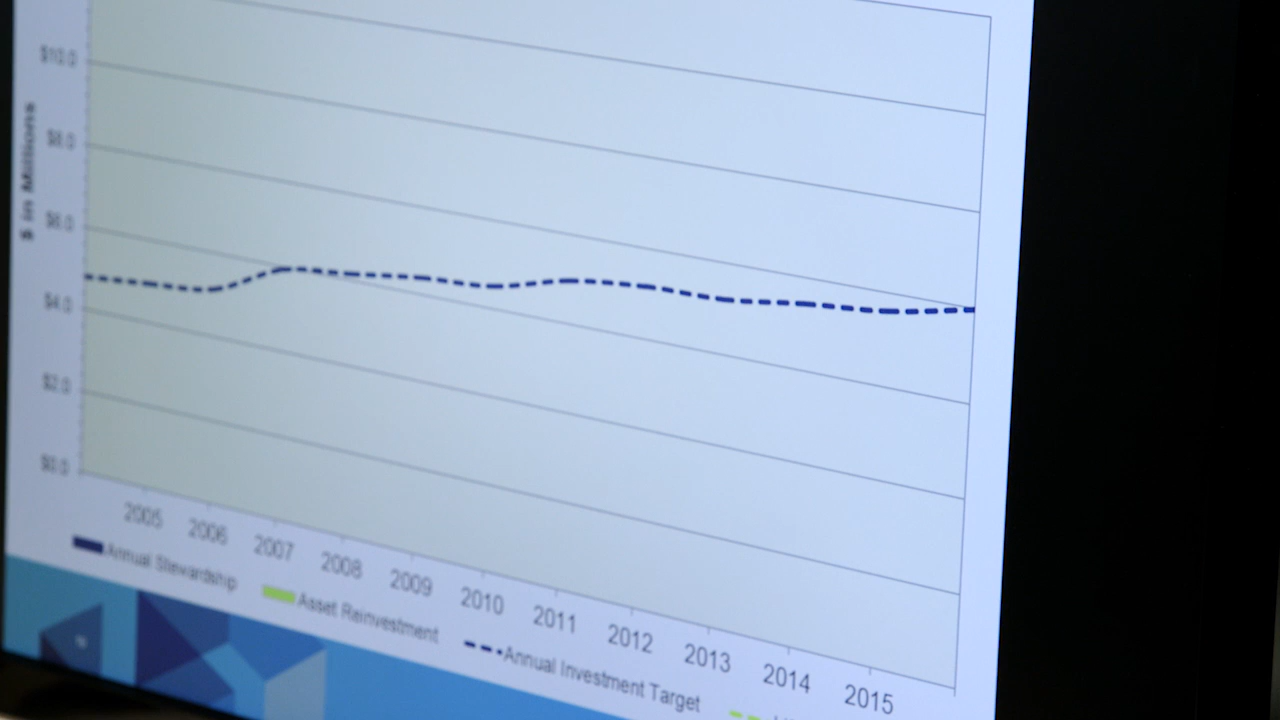 $10.0
$8.0
$6.0
$4.0
$2.0
$0.0
$ in Millions
2005 2006 2007 2008 2009 2010 2011 2012 2013 2014 2015
Annual Stewardship Asset Reinvestment Annual Investment Target